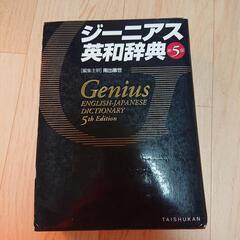 ジーニアス
英和辞典
第5版
[編集主幹] 南出康世
Genius
ENGLISH-JAPANESE
DICTIONARY
5th Edition
TAISHUKAN